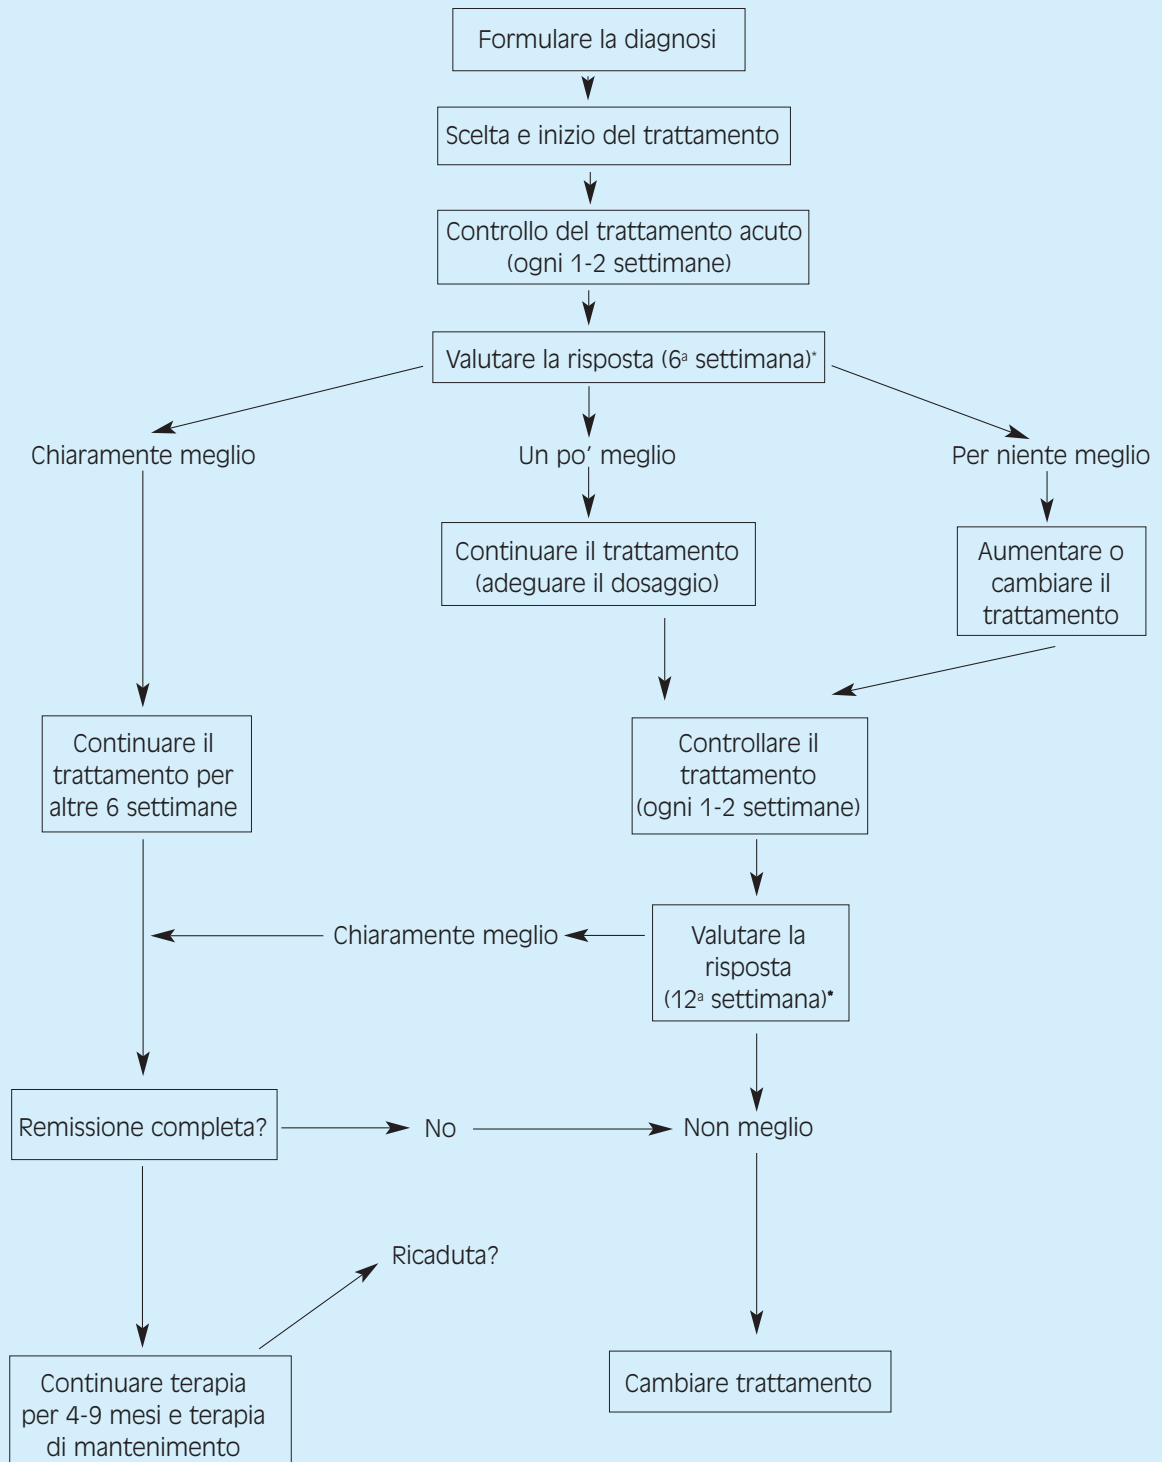 Formulare la diagnosi
Scelta e inizio del trattamento
Controllo del trattamento acuto
(ogni 1-2 settimane)
Valutare la risposta (6ª settimana)*
Chiaramente meglio
Un po’ meglio
Per niente meglio
Continuare il trattamento
(adeguare il dosaggio)
Aumentare o
cambiare il
trattamento
Continuare il
trattamento per
altre 6 settimane
Controllare il
trattamento
(ogni 1-2 settimane)
Chiaramente meglio
Valutare la
risposta
(12ª settimana)*
Remissione completa?
No
Non meglio
Ricaduta?
Continuare terapia
per 4-9 mesi e terapia
di mantenimento
Cambiare trattamento